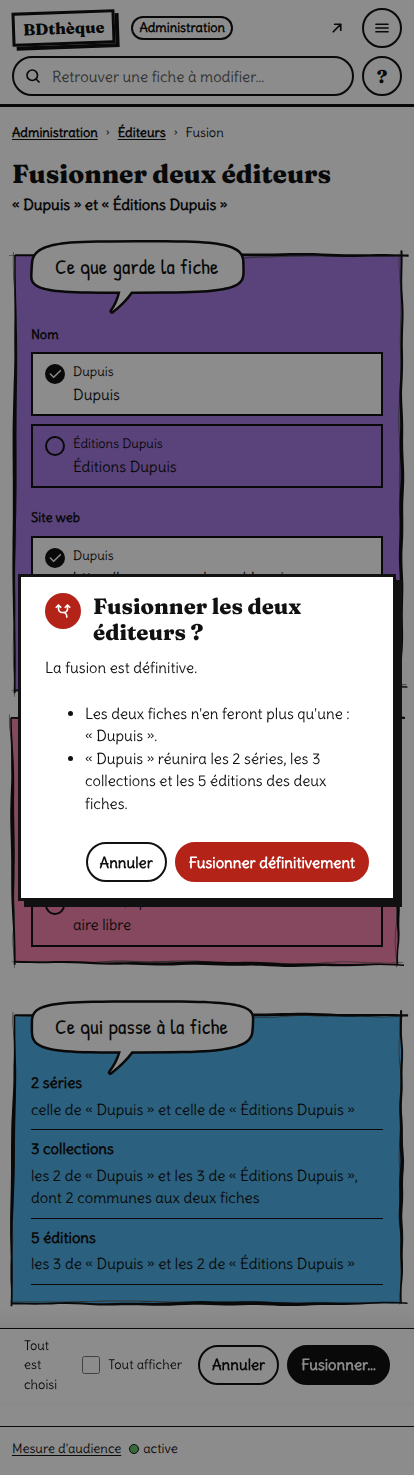 BDthèque
Administration
Retrouver une fiche à modifier...
?
Administration › Éditeurs › Fusion
Fusionner deux éditeurs
« Dupuis » et « Éditions Dupuis »
Ce que garde la fiche
Nom
Dupuis
Dupuis
Éditions Dupuis
Éditions Dupuis
Site web
Dupuis
Fusionner les deux
éditeurs ?
La fusion est définitive.
• Les deux fiches n'en feront plus qu'une :
« Dupuis ».
• « Dupuis » réunira les 2 séries, les 3
collections et les 5 éditions des deux
fiches.
Annuler
Fusionner définitivement
aire libre
Ce qui passe à la fiche
2 séries
celle de « Dupuis » et celle de « Éditions Dupuis »
3 collections
les 2 de « Dupuis » et les 3 de « Éditions Dupuis »,
dont 2 communes aux deux fiches
5 éditions
les 3 de « Dupuis » et les 2 de « Éditions Dupuis »
Tout
est
choisi
Tout afficher
Annuler
Fusionner...
Mesure d'audience
active